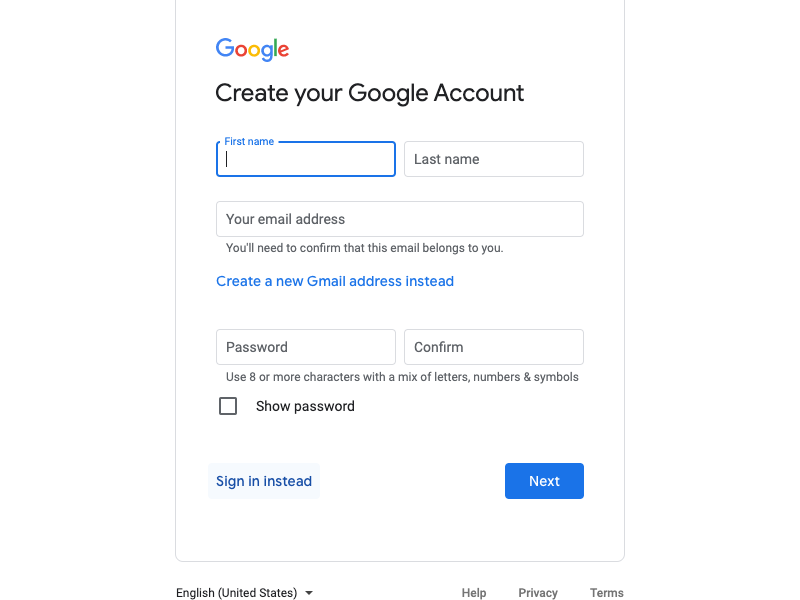 Google
Create your Google Account
First name
Last name
Your email address
You'll need to confirm that this email belongs to you.
Create a new Gmail address instead
Password
Confirm
Use 8 or more characters with a mix of letters, numbers & symbols
Show password
Sign in instead
Next
English (United States)
Help
Privacy
Terms